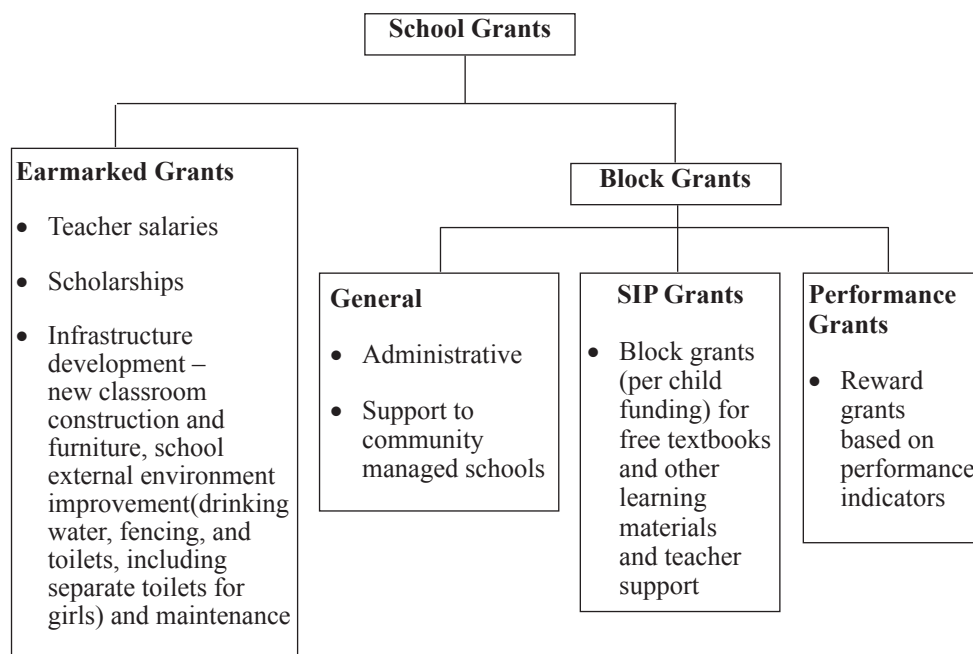 School Grants
Earmarked Grants
• Teacher salaries
• Scholarships
• Infrastructure
development –
new classroom
construction and
furniture, school
external environment
improvement(drinking
water, fencing, and
toilets, including
separate toilets for
girls) and maintenance
Block Grants
General
• Administrative
• Support to
community
managed schools
SIP Grants
• Block grants
(per child
funding) for
free textbooks
and other
learning
materials
and teacher
support
Performance
Grants
• Reward
grants
based on
performance
indicators